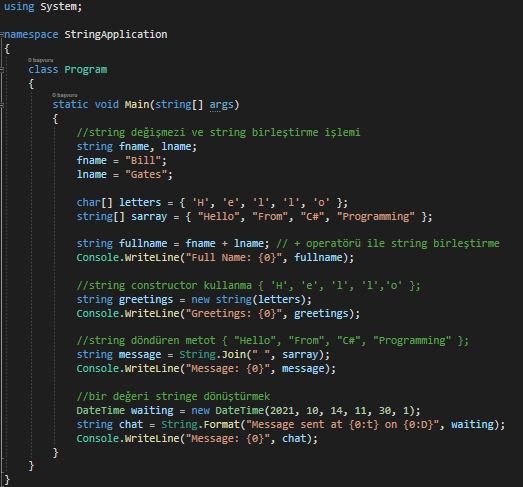 using System;
namespace StringApplication
{
0 başvuru
class Program
{
0 başvuru
static void Main(string[] args)
{
//string değişmezi ve string birleştirme işlemi
string fname, lname;
fname = "Bill";
lname = "Gates";
char[] letters = { 'H', 'e', 'l', 'l', 'o' };
string[] sarray = { "Hello", "From", "C#", "Programming" };
string fullname = fname + lname; // + operatörü ile string birleştirme
Console.WriteLine("Full Name: {0}", fullname);
//string constructor kullanma { 'H', 'e', 'l', 'l','o' };
string greetings = new string(letters);
Console.WriteLine("Greetings: {0}", greetings);
//string döndüren metot { "Hello", "From", "C#", "Programming" };
string message = String.Join(" ", sarray);
Console.WriteLine("Message: {0}", message);
//bir değeri stringe dönüştürmek
DateTime waiting = new DateTime(2021, 10, 14, 11, 30, 1);
string chat = String.Format("Message sent at {0:t} on {0:D}", waiting);
Console.WriteLine("Message: {0}", chat);
}
}
}